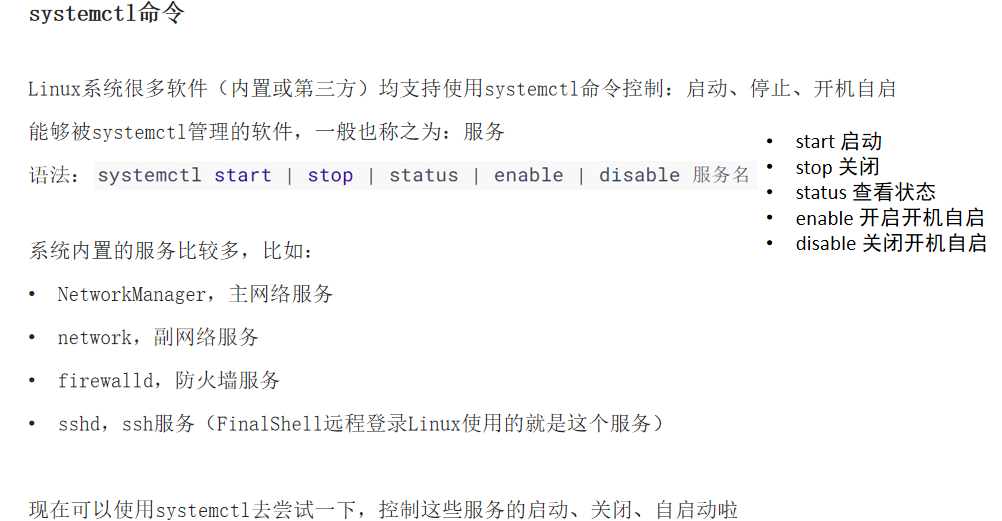 systemctl命令
Linux系统很多软件（内置或第三方）均支持使用systemctl命令控制：启动、停止、开机自启
能够被systemctl管理的软件，一般也称之为：服务
语法：systemctl start | stop | status | enable | disable 服务名
• start 启动
• stop 关闭
• status 查看状态
• enable 开启开机自启
• disable 关闭开机自启
系统内置的服务比较多，比如：
• NetworkManager，主网络服务
• network，副网络服务
• firewalld，防火墙服务
• sshd，ssh服务（FinalShell远程登录Linux使用的就是这个服务）
现在可以使用systemctl去尝试一下，控制这些服务的启动、关闭、自启动啦